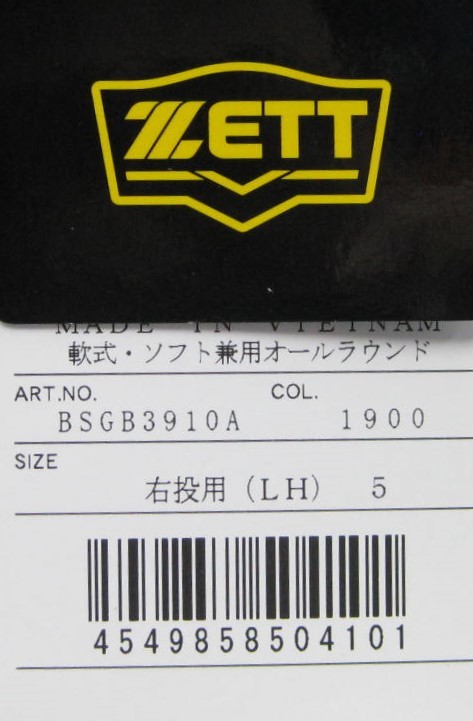 ZETT
MADE IN VIETNAM
軟式・ソフト兼用オールラウンド
ART.NO. COL.
BSGB3910A 1900
SIZE
右投用(LH) 5
4549858504101